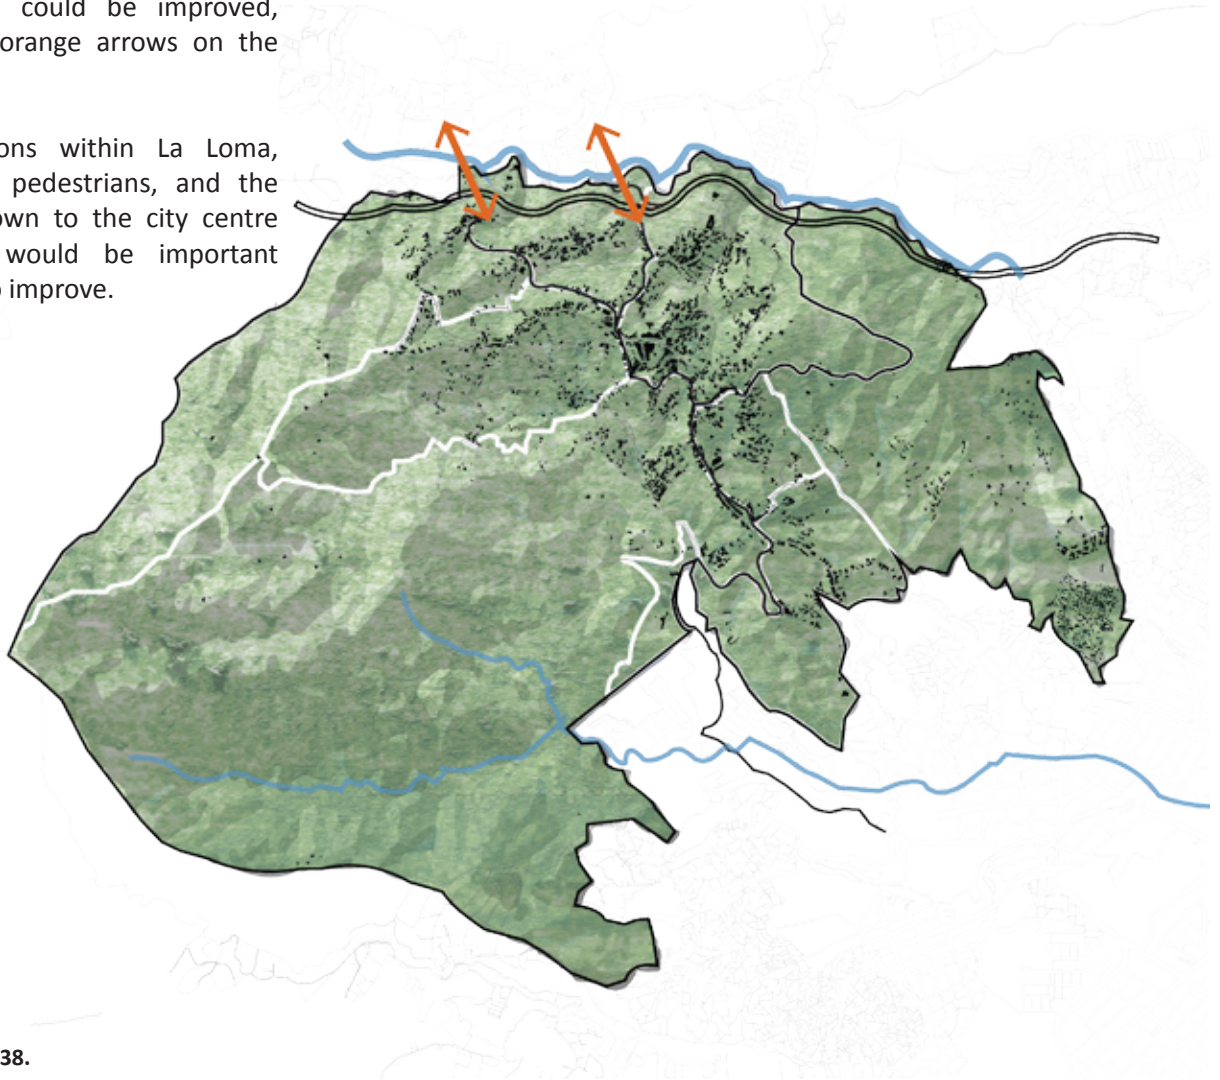 could be improved,
orange arrows on the
ons within La Loma,
pedestrians, and the
own to the city centre
would be important
improve.
38.